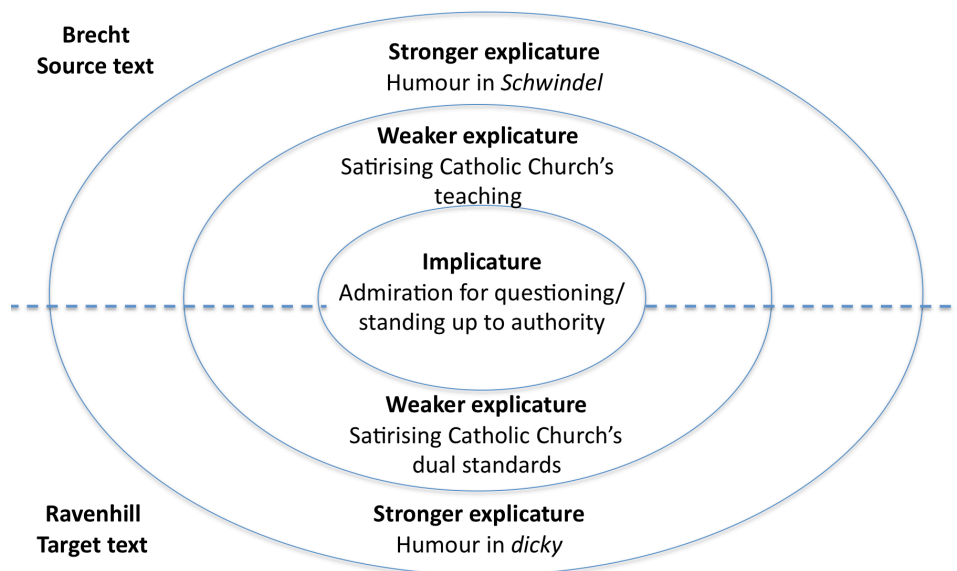 Brecht
Source text
Stronger explicature
Humour in Schwindel
Weaker explicature
Satirising Catholic Church's
teaching
Implicature
Admiration for questioning/
standing up to authority
Weaker explicature
Satirising Catholic Church's
dual standards
Ravenhill
Target text
Stronger explicature
Humour in dicky